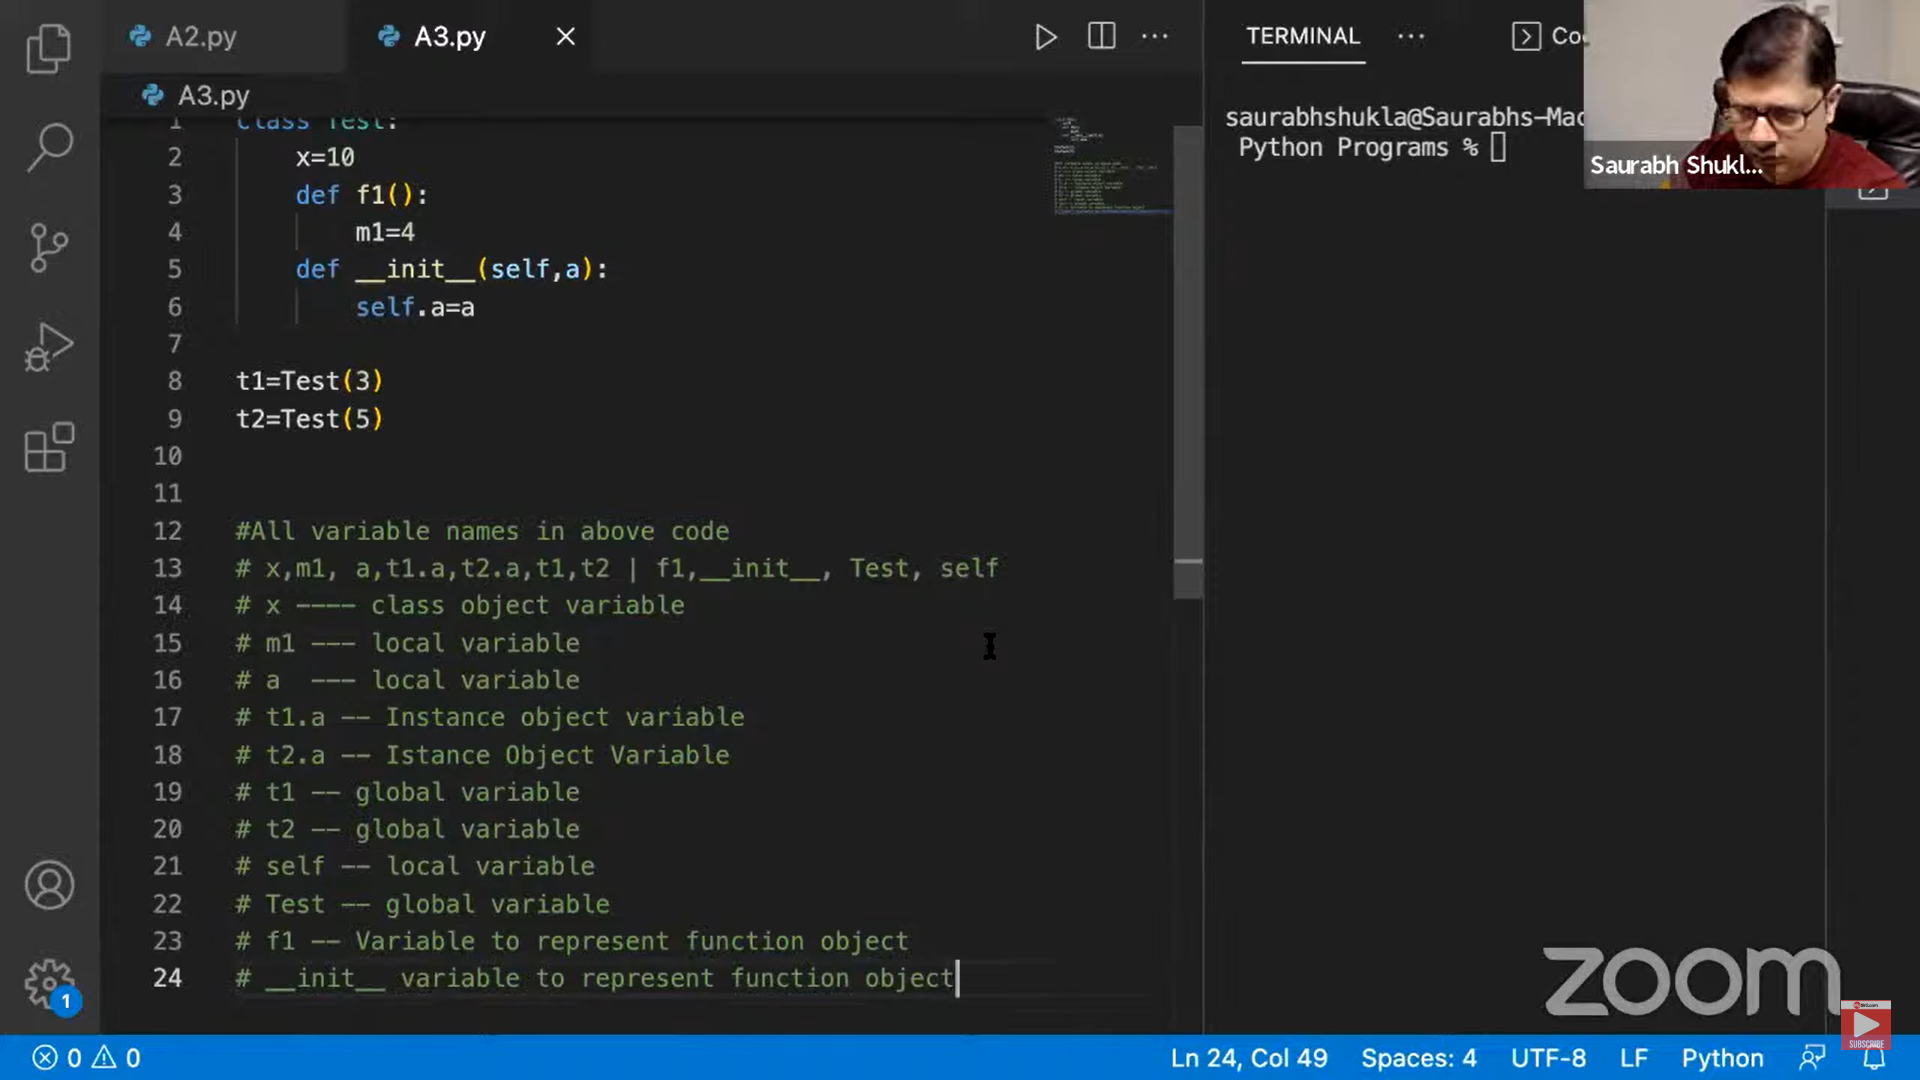 A2.py
A3.py
TERMINAL
A3.py
1 class Test:
2 x=10
3 def f1():
4 m1=4
5 def __init__(self,a):
6 self.a=a
7
8 t1=Test(3)
9 t2=Test(5)
10
11
12 #All variable names in above code
13 # x,m1, a,t1.a,t2.a,t1,t2 | f1,__init__, Test, self
14 # x ---- class object variable
15 # m1 --- local variable
16 # a --- local variable
17 # t1.a -- Instance object variable
18 # t2.a -- Istance Object Variable
19 # t1 -- global variable
20 # t2 -- global variable
21 # self -- local variable
22 # Test -- global variable
23 # f1 -- Variable to represent function object
24 # __init__ variable to represent function object
saurabhshukla@Saurabhs-Mac
Python Programs %
Saurabh Shukl...
zoom
SUBSCRIBE
1
0 0
Ln 24, Col 49 Spaces: 4 UTF-8 LF Python